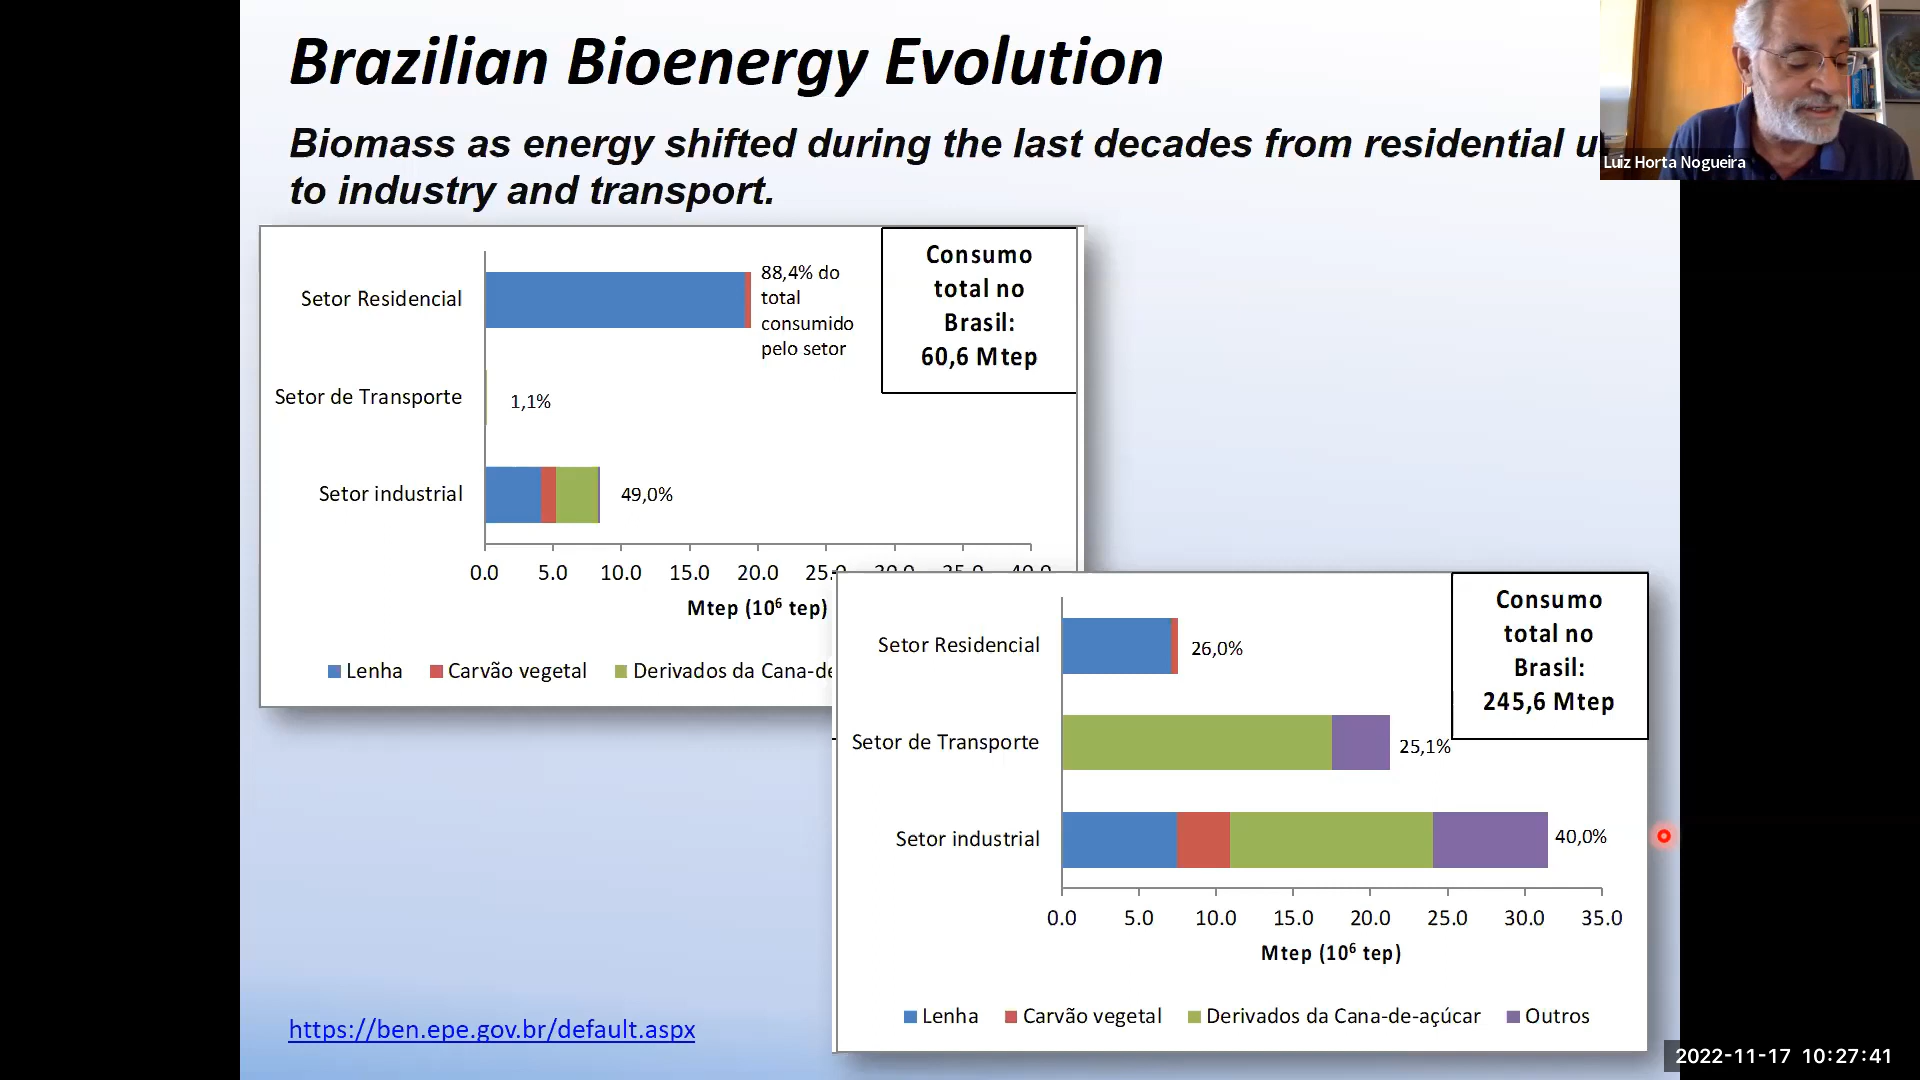 Brazilian Bioenergy Evolution
Biomass as energy shifted during the last decades from residential
to industry and transport.
Luiz Horta Nogueira
Consumo
total no
Brasil:
60,6 Mtep
Setor Residencial
88,4% do
total
consumido
pelo setor
Setor de Transporte
1,1%
Setor industrial
49,0%
0.0 5.0 10.0 15.0 20.0
Mtep (10⁶ tep)
Lenha Carvão vegetal Derivados da
Consumo
total no
Brasil:
245,6 Mtep
Setor Residencial
26,0%
Setor de Transporte
25,1%
Setor industrial
40,0%
0.0 5.0 10.0 15.0 20.0 25.0 30.0 35.0
Mtep (10⁶ tep)
Lenha Carvão vegetal Derivados da Cana-de-açúcar Outros
https://ben.epe.gov.br/default.aspx
2022-11-17 10:27:41